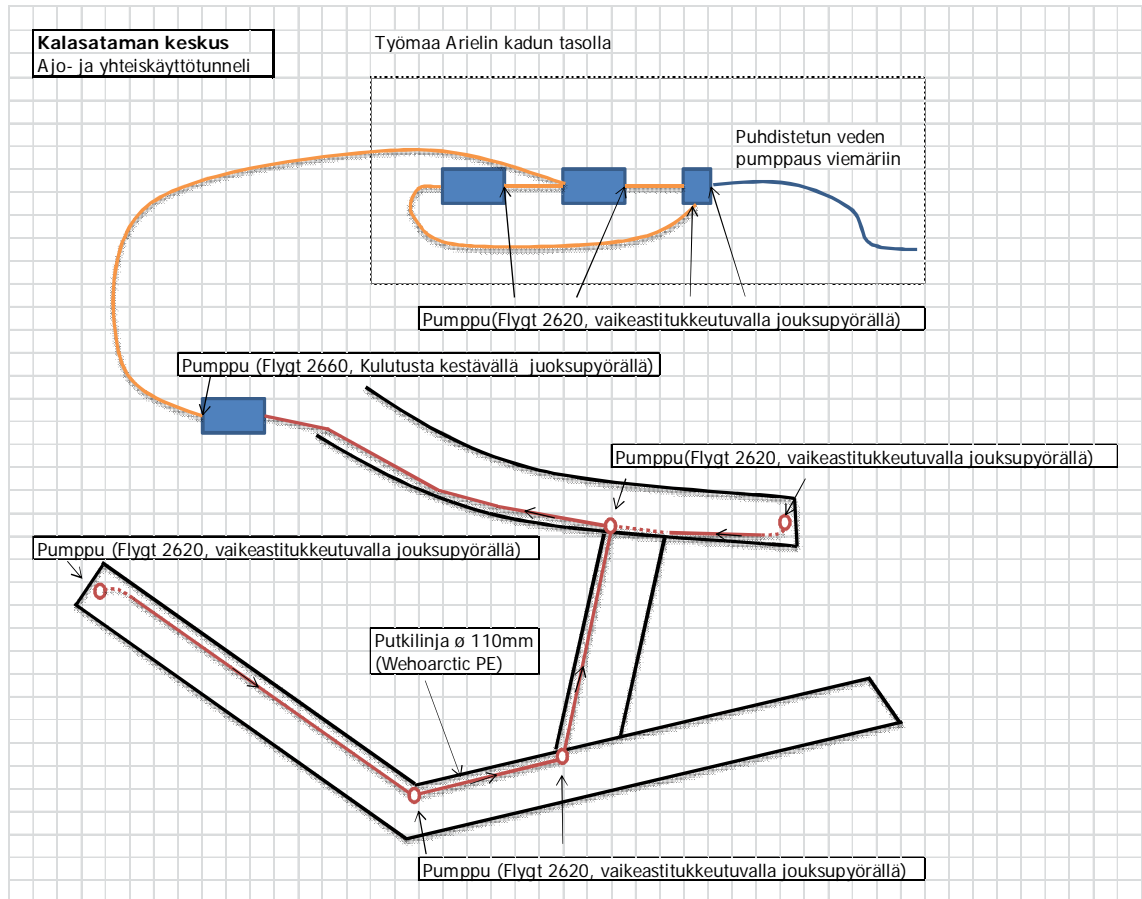 Kalasataman keskus
Ajo- ja yhteiskäyttötunneli
Työmaa Arielin kadun tasolla
Puhdistetun veden
pumppaus viemäriin
Pumppu(Flygt 2620, vaikeastitukkeutuvalla jouksupyörällä)
Pumppu (Flygt 2660, Kulutusta kestävällä juoksupyörällä)
Pumppu(Flygt 2620, vaikeastitukkeutuvalla jouksupyörällä)
Pumppu (Flygt 2620, vaikeastitukkeutuvalla jouksupyörällä)
Putkilinja ø 110mm
(Wehoarctic PE)
Pumppu (Flygt 2620, vaikeastitukkeutuvalla jouksupyörällä)